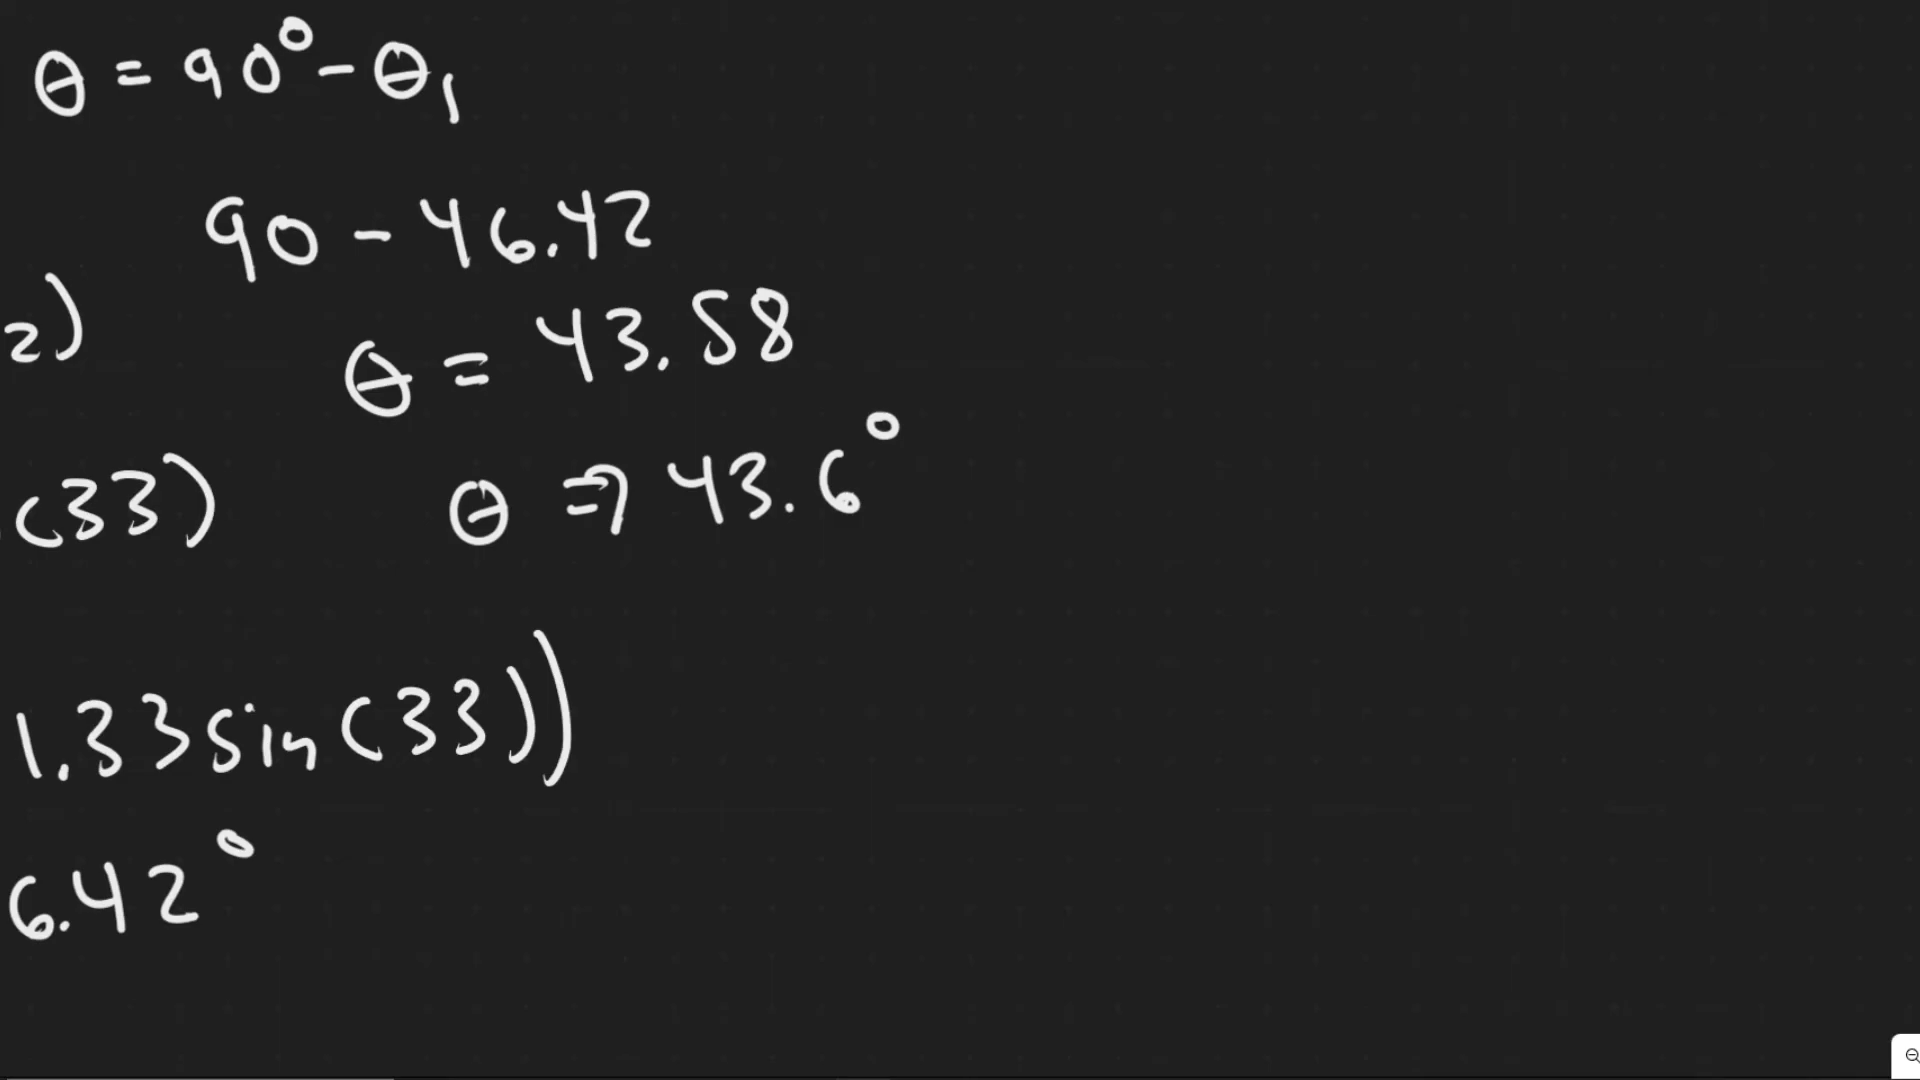 θ = 90° - θ₁
90 - 46.42
2)
θ = 43.58
(33)
θ ⇒ 43.6°
1.33 sin(33))
6.42°